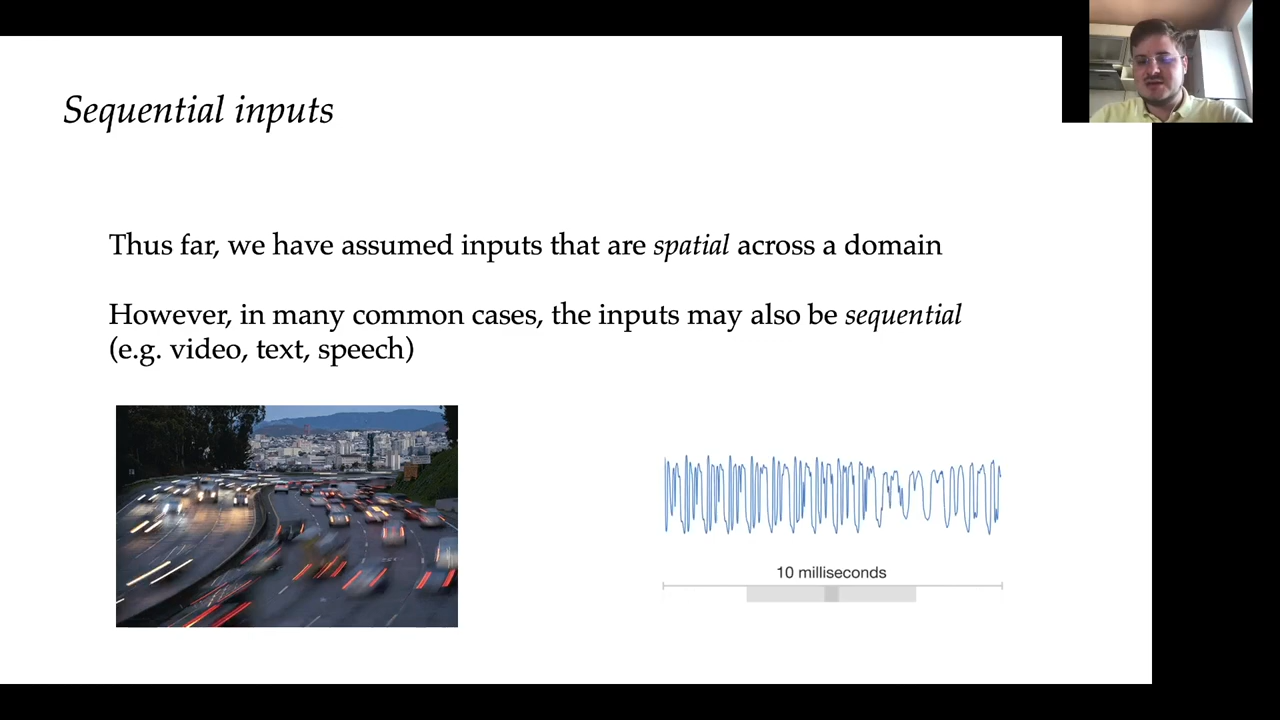 Sequential inputs
Thus far, we have assumed inputs that are spatial across a domain
However, in many common cases, the inputs may also be sequential
(e.g. video, text, speech)
10 milliseconds